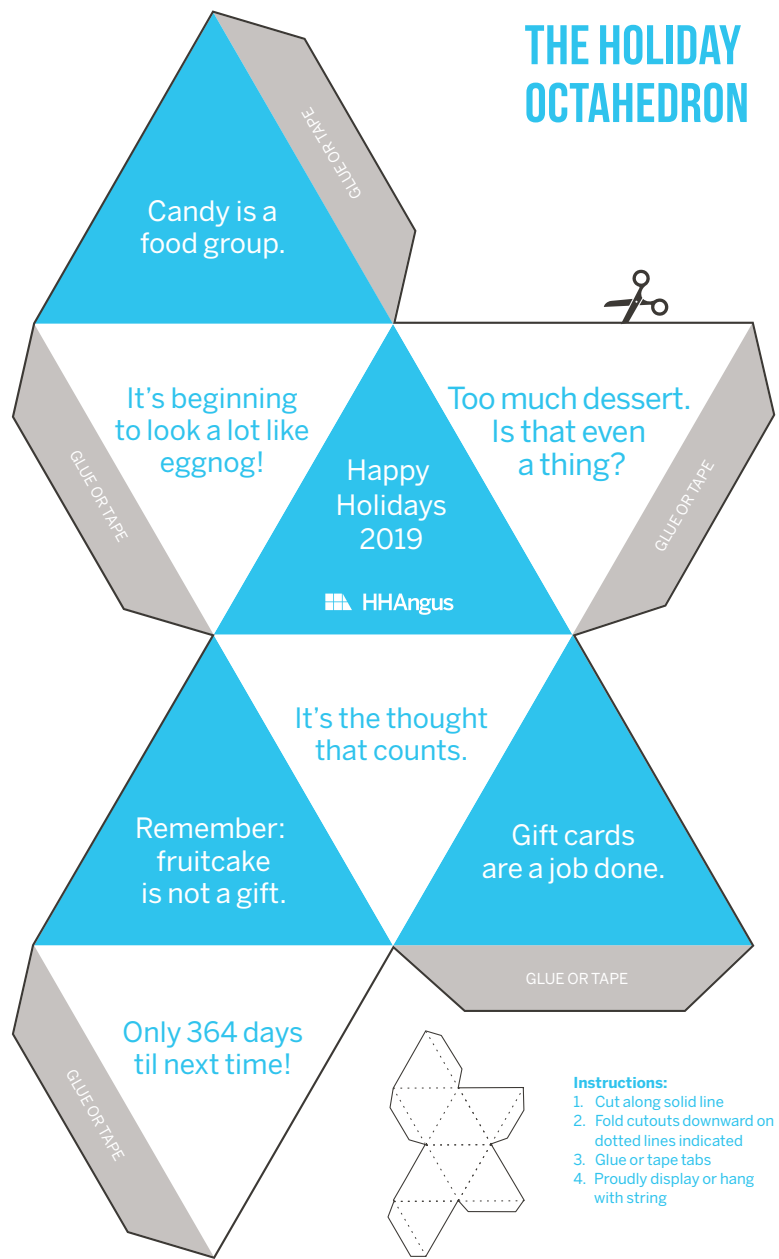 THE HOLIDAY
OCTAHEDRON
GLUE OR TAPE
Candy is a
food group.
It's beginning
to look a lot like
eggnog!
Too much dessert.
Is that even
a thing?
Happy
Holidays
2019
HHAngus
GLUE OR TAPE
GLUE OR TAPE
It's the thought
that counts.
Remember:
fruitcake
is not a gift.
Gift cards
are a job done.
GLUE OR TAPE
Only 364 days
til next time!
GLUE OR TAPE
Instructions:
1. Cut along solid line
2. Fold cutouts downward on
dotted lines indicated
3. Glue or tape tabs
4. Proudly display or hang
with string